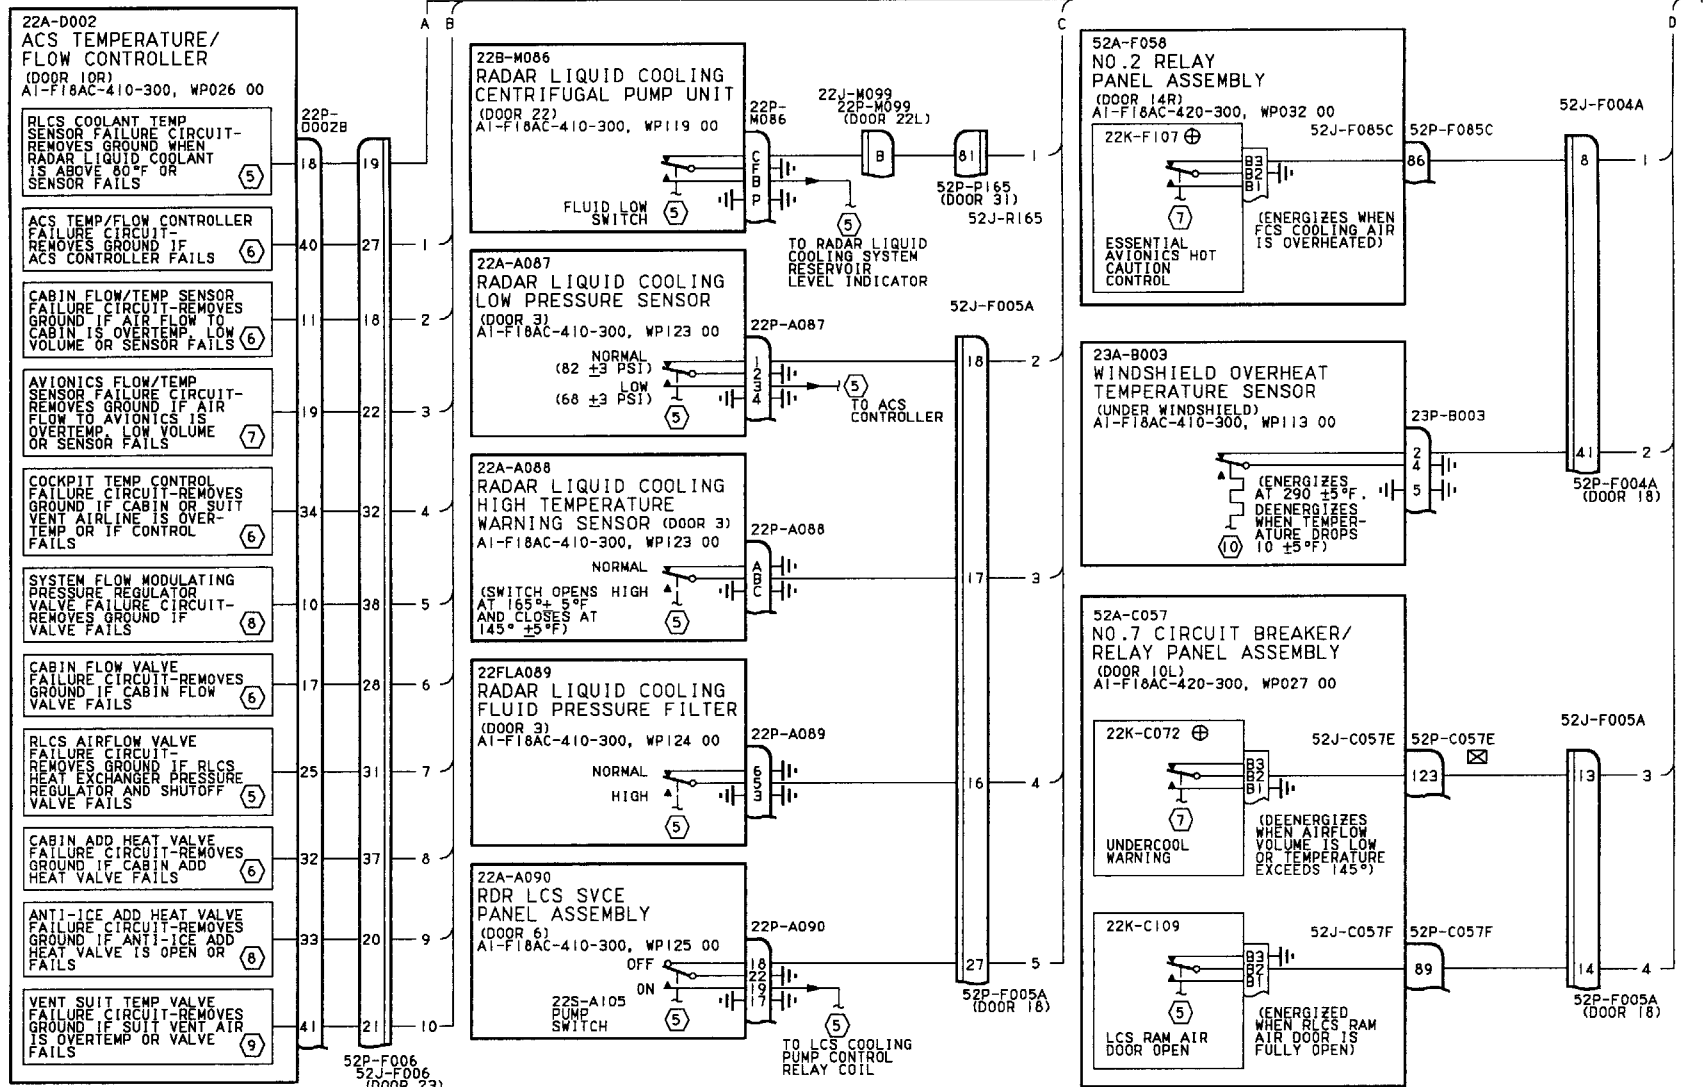 22A-D002
ACS TEMPERATURE/
FLOW CONTROLLER
(DOOR 10R)
A1-F18AC-410-300, WP026 00
22P-
D002B
RLCS COOLANT TEMP
SENSOR FAILURE CIRCUIT-
REMOVES GROUND WHEN
RADAR LIQUID COOLANT
IS ABOVE 80°F OR
SENSOR FAILS
5
18
19
ACS TEMP/FLOW CONTROLLER
FAILURE CIRCUIT-
REMOVES GROUND IF
ACS CONTROLLER FAILS
6
40
27
1
CABIN FLOW/TEMP SENSOR
FAILURE CIRCUIT-REMOVES
GROUND IF AIR FLOW TO
CABIN IS OVERTEMP, LOW
VOLUME OR SENSOR FAILS
6
11
18
2
AVIONICS FLOW/TEMP
SENSOR FAILURE CIRCUIT-
REMOVES GROUND IF AIR
FLOW TO AVIONICS IS
OVERTEMP, LOW VOLUME
OR SENSOR FAILS
7
19
22
3
COCKPIT TEMP CONTROL
FAILURE CIRCUIT-REMOVES
GROUND IF CABIN OR SUIT
VENT AIRLINE IS OVER-
TEMP OR IF CONTROL
FAILS
6
34
32
4
SYSTEM FLOW MODULATING
PRESSURE REGULATOR
VALVE FAILURE CIRCUIT-
REMOVES GROUND IF
VALVE FAILS
8
10
38
5
CABIN FLOW VALVE
FAILURE CIRCUIT-REMOVES
GROUND IF CABIN FLOW
VALVE FAILS
6
17
28
6
RLCS AIRFLOW VALVE
FAILURE CIRCUIT-
REMOVES GROUND IF RLCS
HEAT EXCHANGER PRESSURE
REGULATOR AND SHUTOFF
VALVE FAILS
5
25
31
7
CABIN ADD HEAT VALVE
FAILURE CIRCUIT-REMOVES
GROUND IF CABIN ADD
HEAT VALVE FAILS
6
32
37
8
ANTI-ICE ADD HEAT VALVE
FAILURE CIRCUIT-REMOVES
GROUND IF ANTI-ICE ADD
HEAT VALVE IS OPEN OR
FAILS
8
33
20
9
VENT SUIT TEMP VALVE
FAILURE CIRCUIT-REMOVES
GROUND IF SUIT VENT AIR
IS OVERTEMP OR VALVE
FAILS
9
41
21
10
52P-F006
52J-F006
(DOOR 23)
A B
22B-M086
RADAR LIQUID COOLING
CENTRIFUGAL PUMP UNIT
(DOOR 22)
A1-F18AC-410-300, WP119 00
22P-
M086
C
F
B
P
FLUID LOW
SWITCH
5
22J-M099
22P-M099
(DOOR 22L)
B
81
1
52P-P165
(DOOR 31)
52J-R165
5
TO RADAR LIQUID
COOLING SYSTEM
RESERVOIR
LEVEL INDICATOR
22A-A087
RADAR LIQUID COOLING
LOW PRESSURE SENSOR
(DOOR 3)
A1-F18AC-410-300, WP123 00
22P-A087
NORMAL
(82 ±3 PSI)
LOW
(68 ±3 PSI)
5
1
2
3
4
5
TO ACS
CONTROLLER
52J-F005A
18
2
22A-A088
RADAR LIQUID COOLING
HIGH TEMPERATURE
WARNING SENSOR (DOOR 3)
A1-F18AC-410-300, WP123 00
22P-A088
NORMAL
(SWITCH OPENS HIGH
AT 165°± 5°F
AND CLOSES AT
145° ±5°F)
5
A
B
C
17
3
22FLA089
RADAR LIQUID COOLING
FLUID PRESSURE FILTER
(DOOR 3)
A1-F18AC-410-300, WP124 00
22P-A089
NORMAL
HIGH
5
6
5
3
16
4
22A-A090
RDR LCS SVCE
PANEL ASSEMBLY
(DOOR 6)
A1-F18AC-410-300, WP125 00
22P-A090
OFF
ON
22S-A105
PUMP
SWITCH
5
18
22
19
17
5
TO LCS COOLING
PUMP CONTROL
RELAY COIL
27
5
52P-F005A
(DOOR 18)
C
52A-F058
NO.2 RELAY
PANEL ASSEMBLY
(DOOR 14R)
A1-F18AC-420-300, WP032 00
22K-F107
52J-F085C
52P-F085C
B3
B2
B1
7
ESSENTIAL
AVIONICS HOT
CAUTION
CONTROL
(ENERGIZES WHEN
FCS COOLING AIR
IS OVERHEATED)
86
52J-F004A
8
1
D
23A-B003
WINDSHIELD OVERHEAT
TEMPERATURE SENSOR
(UNDER WINDSHIELD)
A1-F18AC-410-300, WP113 00
23P-B003
2
4
5
(ENERGIZES
AT 290 ±5°F.
DEENERGIZES
WHEN TEMPER-
ATURE DROPS
10 ±5°F)
10
41
2
52P-F004A
(DOOR 18)
52A-C057
NO.7 CIRCUIT BREAKER/
RELAY PANEL ASSEMBLY
(DOOR 10L)
A1-F18AC-420-300, WP027 00
22K-C072
52J-C057E
52P-C057E
B3
B2
B1
7
UNDERCOOL
WARNING
(DEENERGIZES
WHEN AIRFLOW
VOLUME IS LOW
OR TEMPERATURE
EXCEEDS 145°)
123
52J-F005A
13
3
22K-C109
52J-C057F
52P-C057F
B3
B2
B1
5
LCS RAM AIR
DOOR OPEN
(ENERGIZED
WHEN RLCS RAM
AIR DOOR IS
FULLY OPEN)
89
14
4
52P-F005A
(DOOR 18)